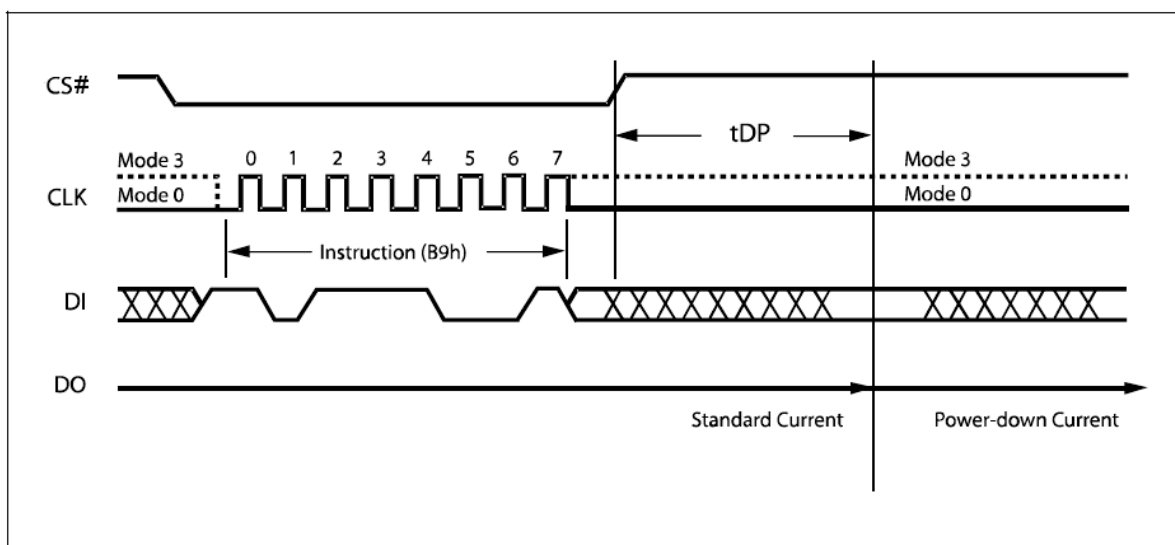 CS#
tDP
Mode 3
0 1 2 3 4 5 6 7
Mode 3
CLK
Mode 0
Mode 0
Instruction (B9h)
DI
DO
Standard Current
Power-down Current